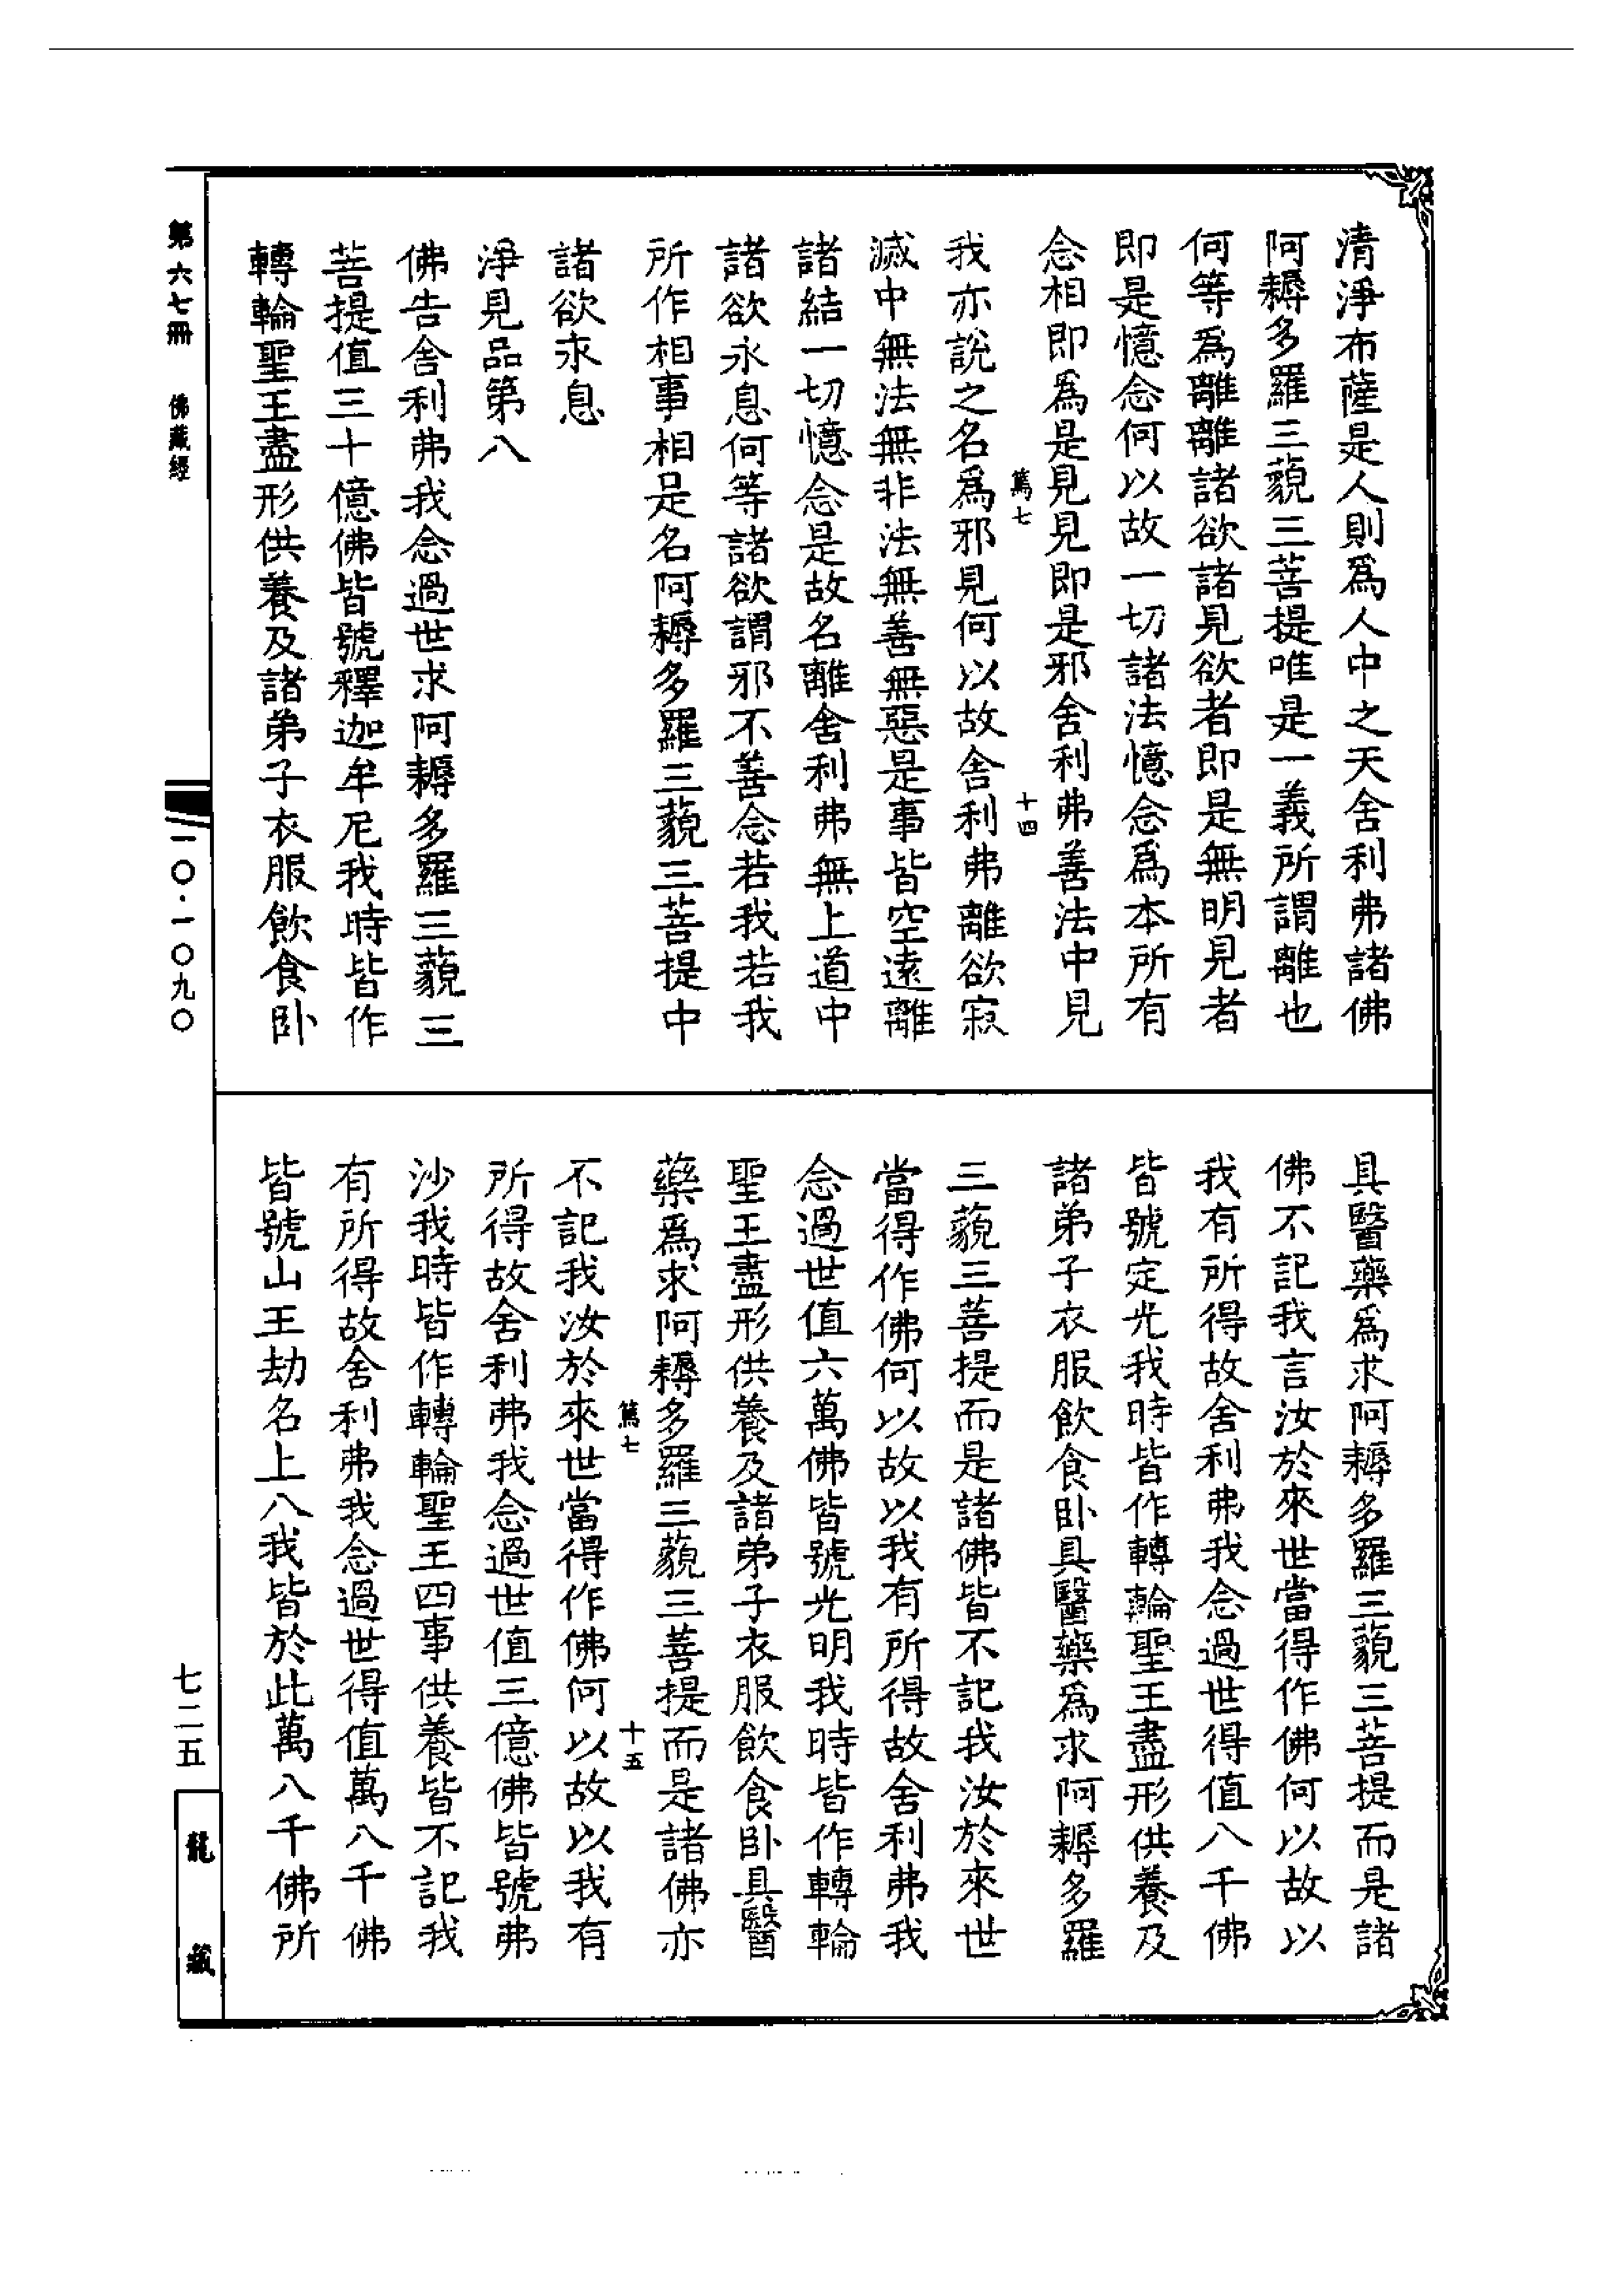 清淨布薩是人則爲人中之天舍利弗諸佛
阿耨多羅三藐三菩提唯是一義所謂離也
何等爲離離諸欲諸見欲者即是無明見者
即是憶念何以故一切諸法憶念爲本所有
念相即爲是見見即是邪舍利弗善法中見
篤七
十四
我亦說之名爲邪見何以故舍利弗離欲寂
滅中無法無非法無善無惡是事皆空遠離
諸結一切憶念是故名離舍利弗無上道中
諸欲永息何等諸欲謂邪不善念若我若我
所作相事相是名阿耨多羅三藐三菩提中
諸欲永息
淨見品第八
佛告舍利弗我念過世求阿耨多羅三藐三
菩提值三十億佛皆號釋迦牟尼我時皆作
轉輪聖王盡形供養及諸弟子衣服飲食卧
具醫藥爲求阿耨多羅三藐三菩提而是諸
佛不記我言汝於來世當得作佛何以故以
我有所得故舍利弗我念過世得值八千佛
皆號定光我時皆作轉輪聖王盡形供養及
諸弟子衣服飲食卧具醫藥爲求阿耨多羅
三藐三菩提而是諸佛皆不記我汝於來世
當得作佛何以故以我有所得故舍利弗我
念過世值六萬佛皆號光明我時皆作轉輪
聖王盡形供養及諸弟子衣服飲食卧具醫
藥爲求阿耨多羅三藐三菩提而是諸佛亦
篤七
十五
不記我汝於來世當得作佛何以故以我有
所得故舍利弗我念過世值三億佛皆號弗
沙我時皆作轉輪聖王四事供養皆不記我
有所得故舍利弗我念過世得值萬八千佛
皆號山王劫名上八我皆於此萬八千佛所
第六七冊
佛藏經
一〇·一〇九〇
七二五
龍藏